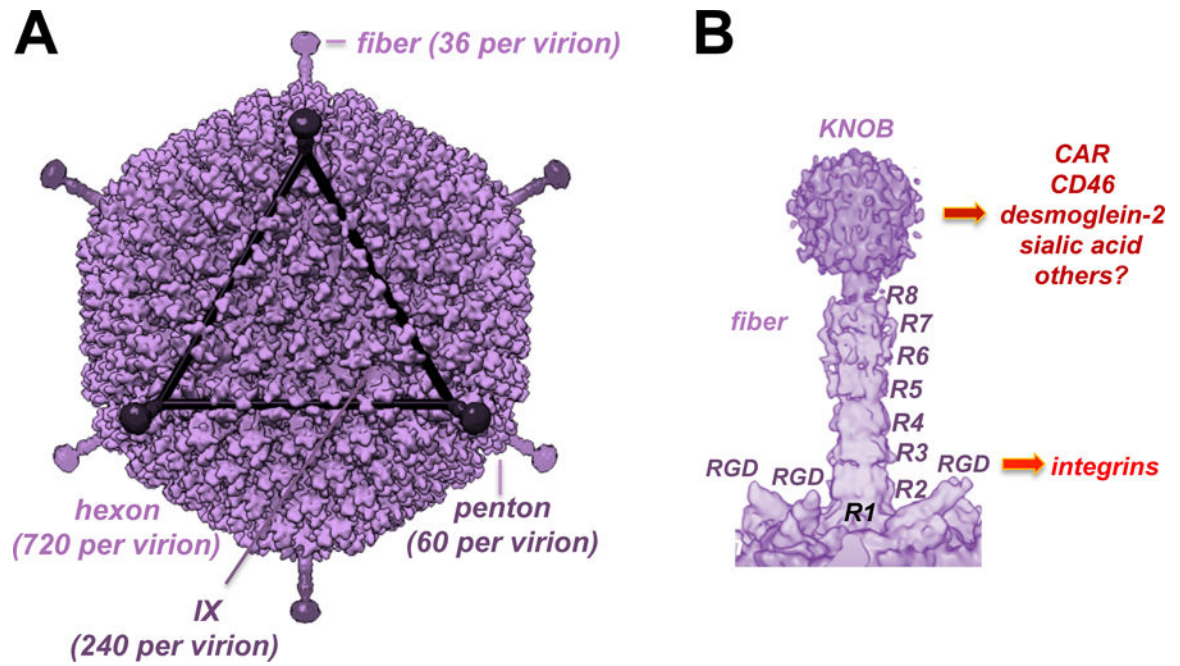 A
fiber (36 per virion)
hexon
(720 per virion)
penton
(60 per virion)
IX
(240 per virion)
B
KNOB
CAR
CD46
desmoglein-2
sialic acid
others?
fiber
R8
R7
R6
R5
R4
R3
R2
R1
RGD
RGD
RGD
integrins